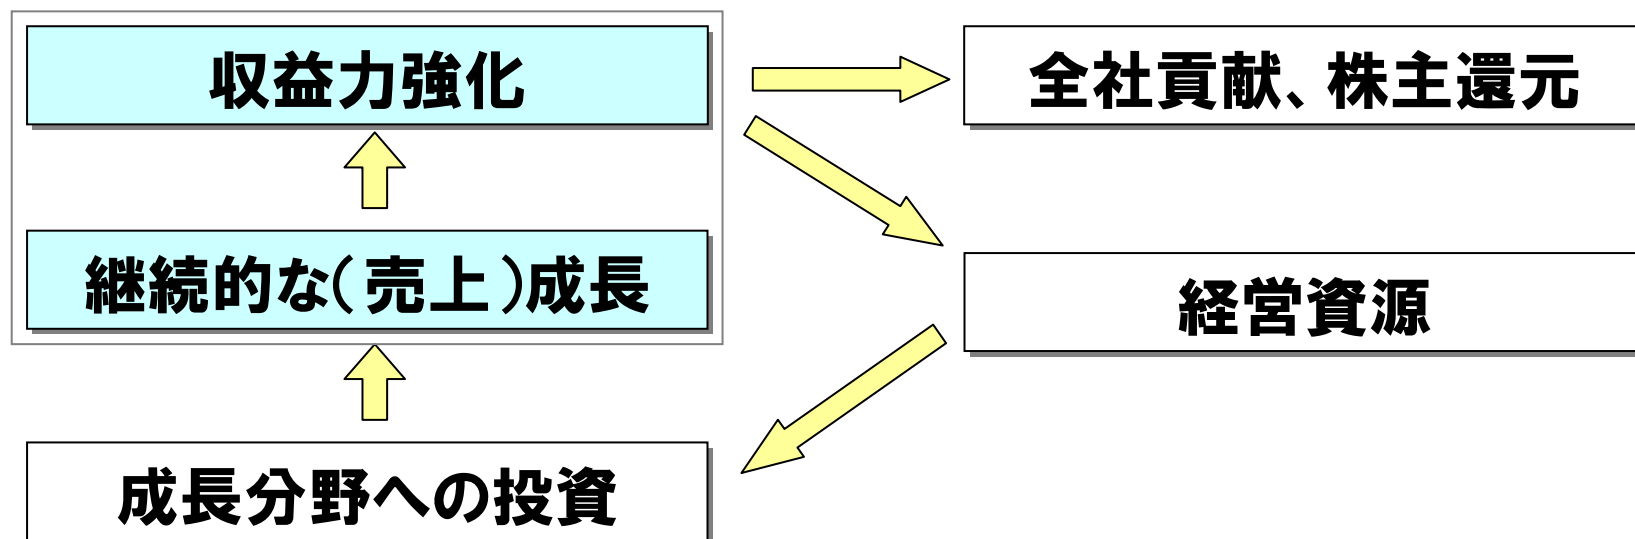 収益力強化
全社貢献、株主還元
継続的な(売上)成長
経営資源
成長分野への投資